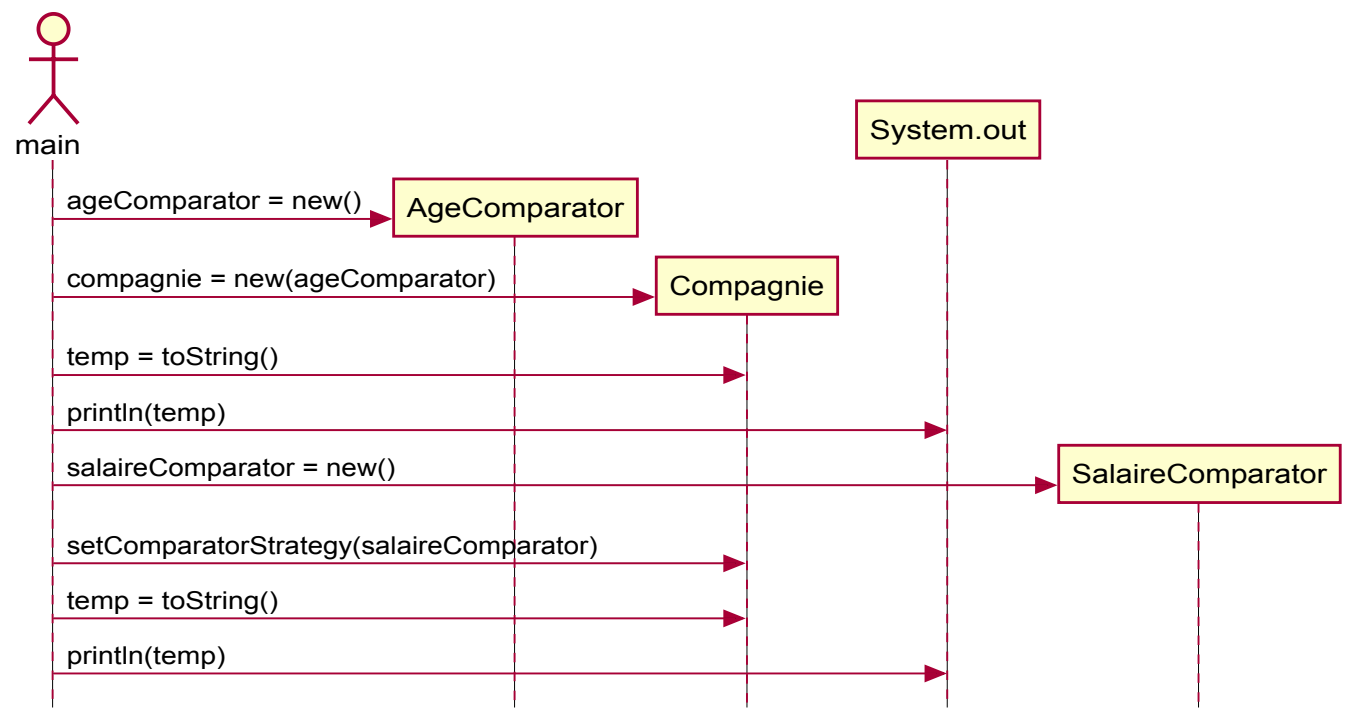 main
System.out
ageComparator = new()
AgeComparator
compagnie = new(ageComparator)
Compagnie
temp = toString()
println(temp)
salaireComparator = new()
SalaireComparator
setComparatorStrategy(salaireComparator)
temp = toString()
println(temp)